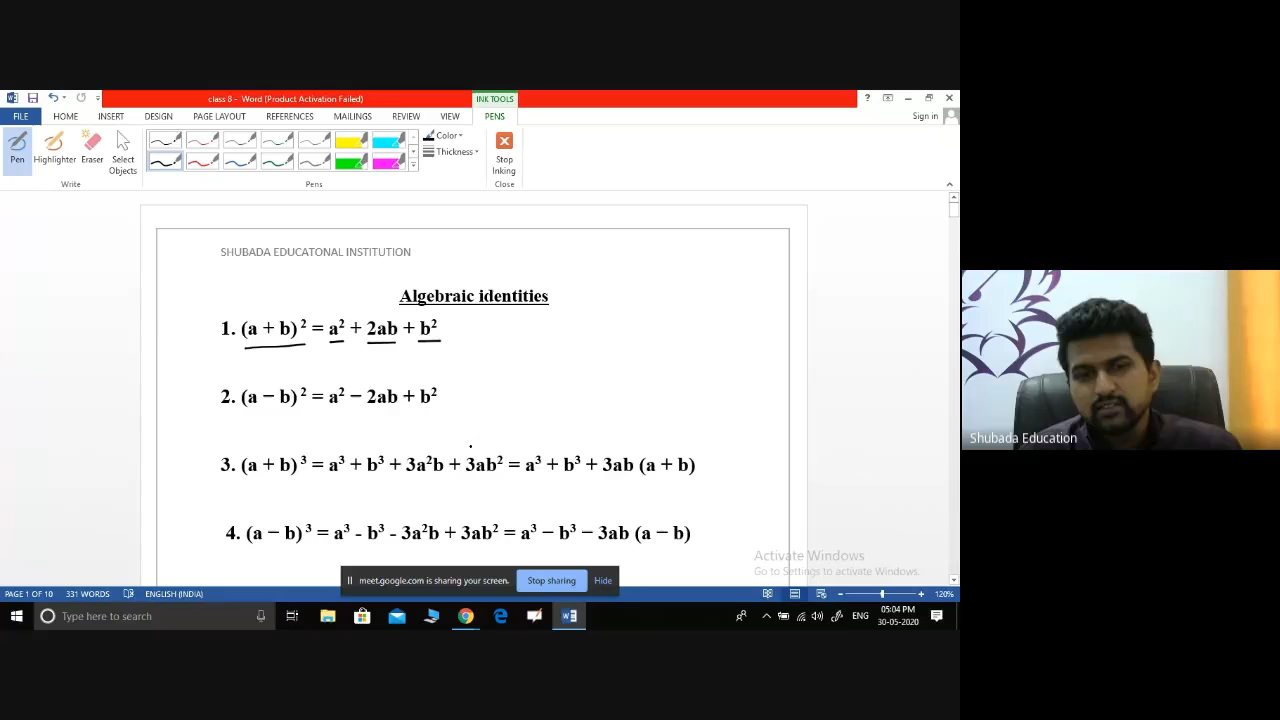 class 8 - Word (Product Activation Failed)
INK TOOLS
?
FILE HOME INSERT DESIGN PAGE LAYOUT REFERENCES MAILINGS REVIEW VIEW PENS
Sign in
Pen Highlighter Eraser Select Objects
Color
Thickness
Stop Inking
Write Pens Close
SHUBADA EDUCATONAL INSTITUTION
Algebraic identities
1. (a + b) ² = a² + 2ab + b²
2. (a − b) ² = a² − 2ab + b²
3. (a + b) ³ = a³ + b³ + 3a²b + 3ab² = a³ + b³ + 3ab (a + b)
4. (a − b) ³ = a³ - b³ - 3a²b + 3ab² = a³ − b³ − 3ab (a − b)
Shubada Education
Activate Windows
Go to Settings to activate Windows.
meet.google.com is sharing your screen. Stop sharing Hide
PAGE 1 OF 10 331 WORDS ENGLISH (INDIA) 120%
Type here to search
ENG
05:04 PM
30-05-2020